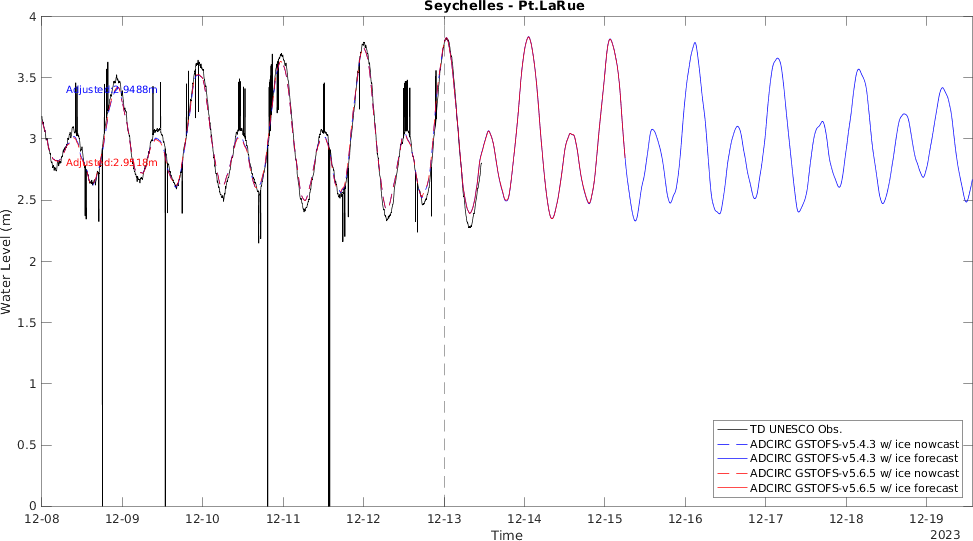 Seychelles - Pt.LaRue
4
3.5
3
2.5
2
1.5
1
0.5
0
Water Level (m)
Adjusted:2.9488m
Adjusted:2.9518m
TD UNESCO Obs.
ADCIRC GSTOFS-v5.4.3 w/ ice nowcast
ADCIRC GSTOFS-v5.4.3 w/ ice forecast
ADCIRC GSTOFS-v5.6.5 w/ ice nowcast
ADCIRC GSTOFS-v5.6.5 w/ ice forecast
12-08 12-09 12-10 12-11 12-12 12-13 12-14 12-15 12-16 12-17 12-18 12-19
Time
2023